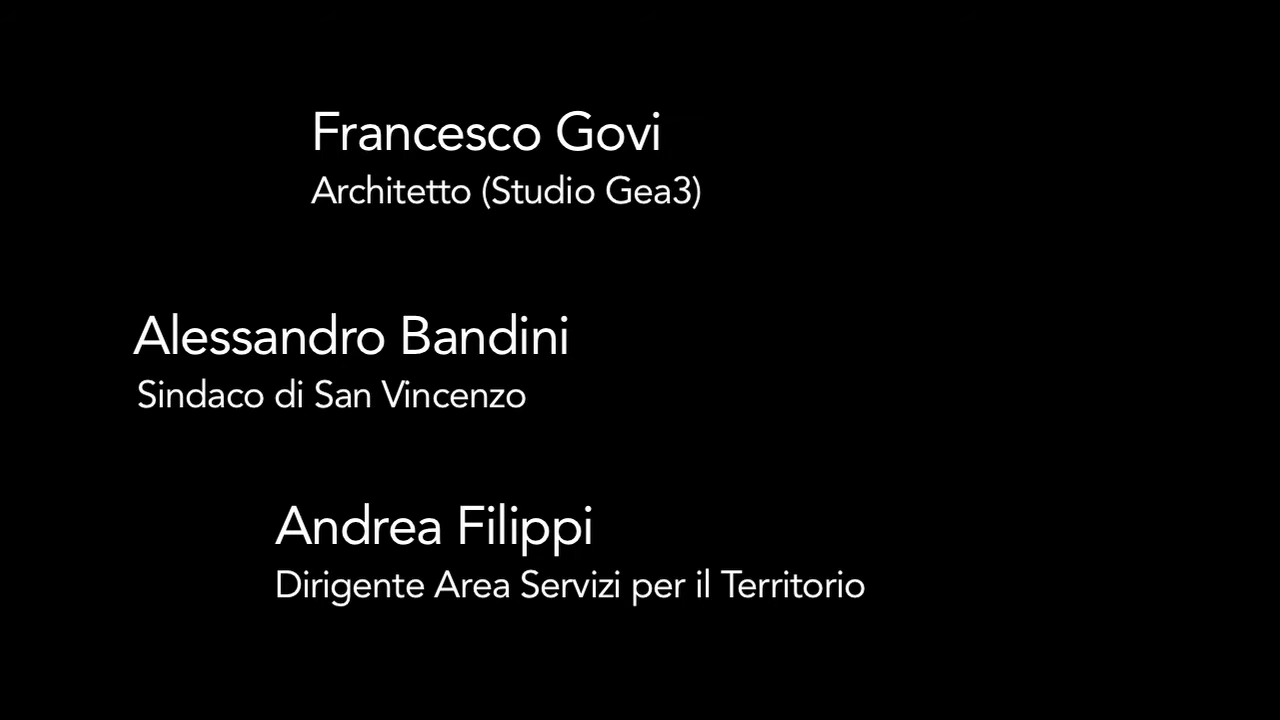 Francesco Govi
Architetto (Studio Gea3)
Alessandro Bandini
Sindaco di San Vincenzo
Andrea Filippi
Dirigente Area Servizi per il Territorio